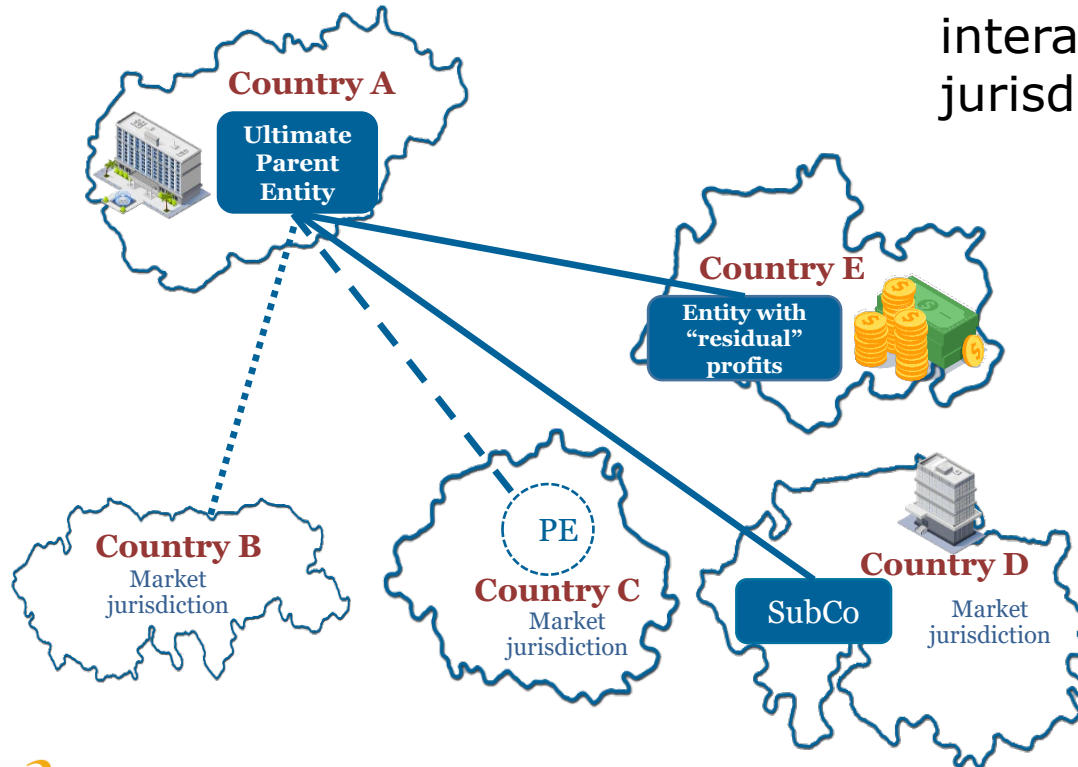 intera
jurisd
Country A
Ultimate
Parent
Entity
Country E
Entity with
“residual”
profits
Country B
Market
jurisdiction
PE
Country C
Market
jurisdiction
Country D
SubCo
Market
jurisdiction